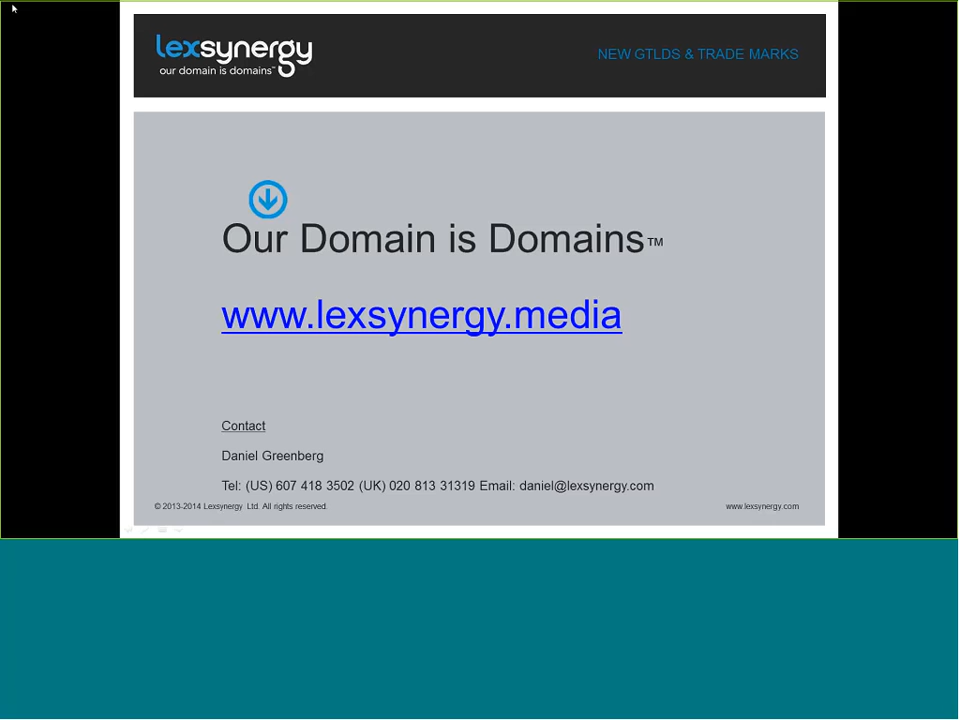 lexsynergy
our domain is domains™
NEW GTLDS & TRADE MARKS
Our Domain is Domains™
www.lexsynergy.media
Contact
Daniel Greenberg
Tel: (US) 607 418 3502 (UK) 020 813 31319 Email: daniel@lexsynergy.com
© 2013-2014 Lexsynergy Ltd. All rights reserved.
www.lexsynergy.com